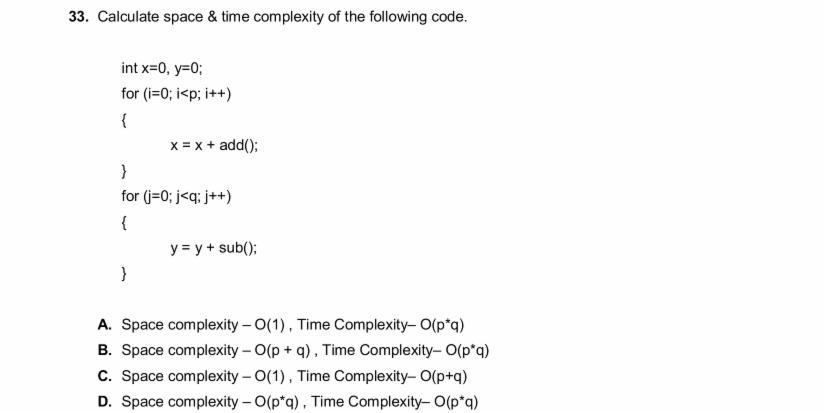 33. Calculate space & time complexity of the following code.
int x=0, y=0;
for (i=0; i<p; i++)
{
x = x + add();
}
for (j=0; j<q; j++)
{
y = y + sub();
}
A. Space complexity – O(1) , Time Complexity– O(p*q)
B. Space complexity – O(p + q) , Time Complexity– O(p*q)
C. Space complexity – O(1) , Time Complexity– O(p+q)
D. Space complexity – O(p*q) , Time Complexity– O(p*q)